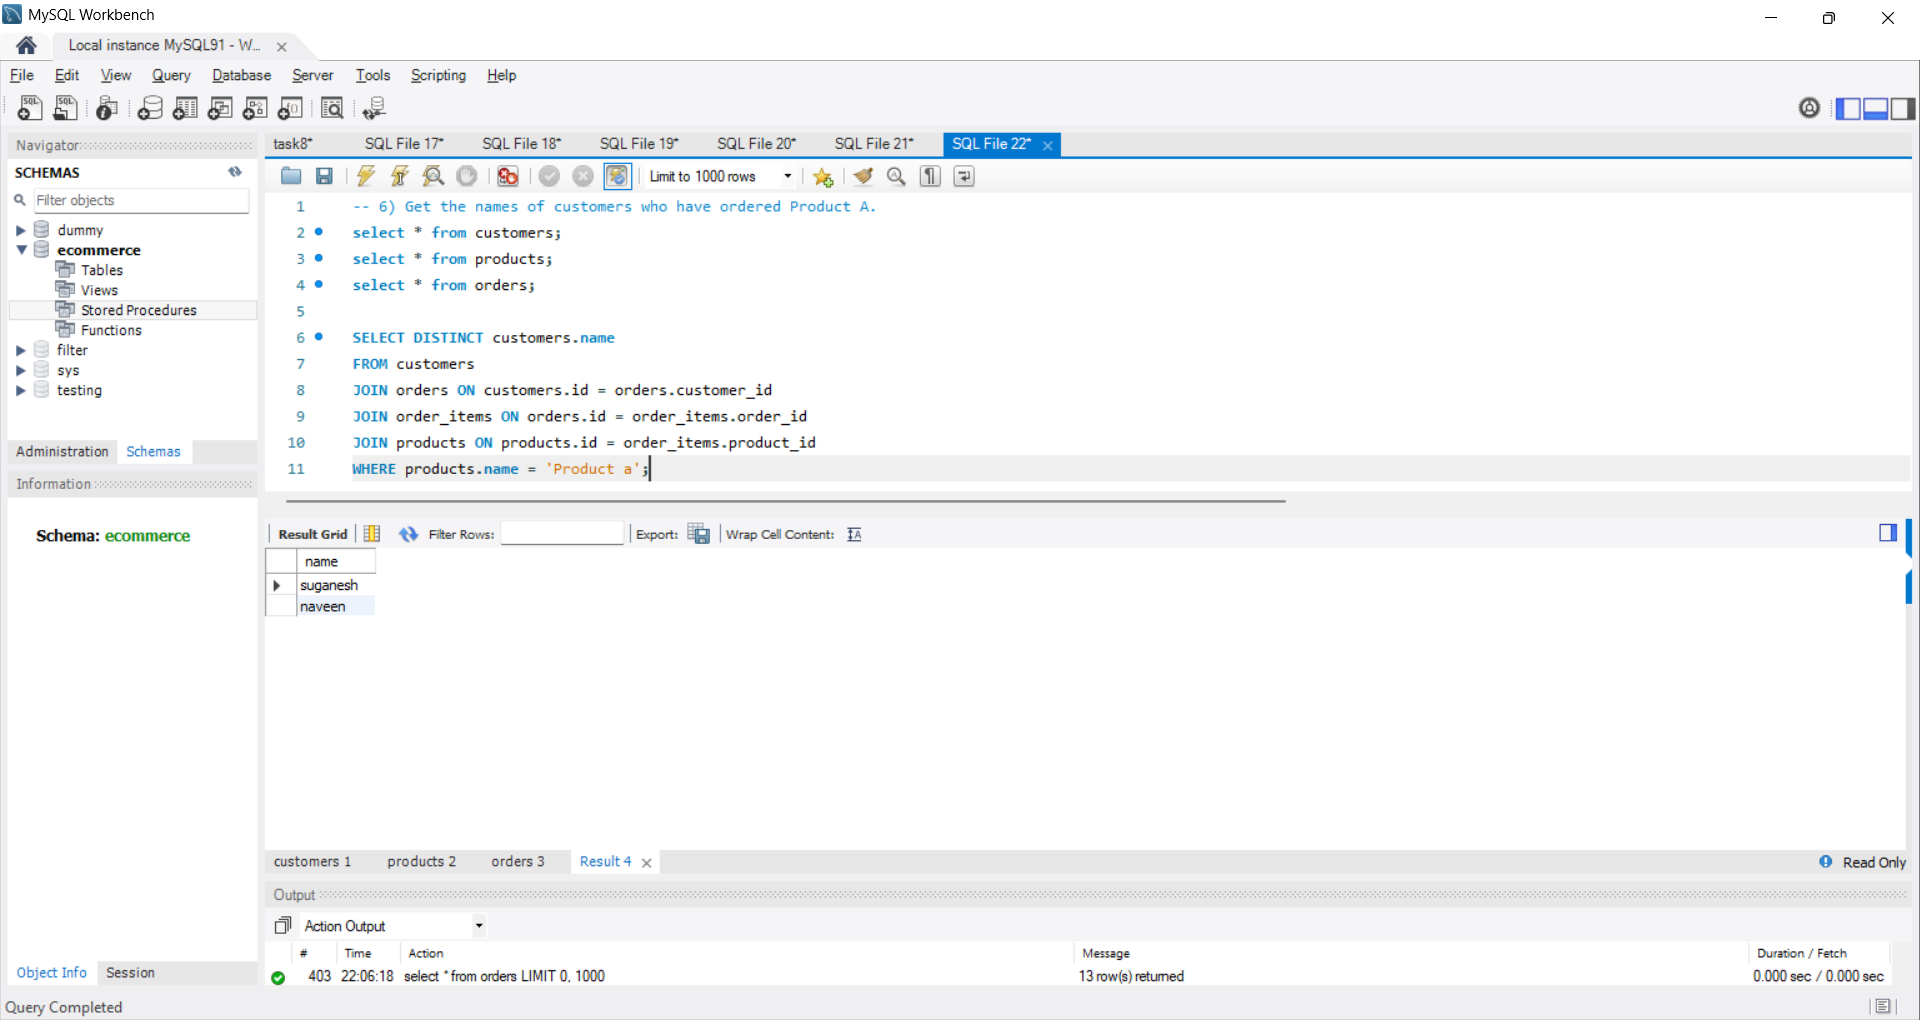 MySQL Workbench
Local instance MySQL91 - W...
File Edit View Query Database Server Tools Scripting Help
Navigator
SCHEMAS
Filter objects
dummy
ecommerce
Tables
Views
Stored Procedures
Functions
filter
sys
testing
Administration Schemas
Information
Schema: ecommerce
Object Info Session
task8* SQL File 17* SQL File 18* SQL File 19* SQL File 20* SQL File 21* SQL File 22*
Limit to 1000 rows
1 -- 6) Get the names of customers who have ordered Product A.
2 select * from customers;
3 select * from products;
4 select * from orders;
5
6 SELECT DISTINCT customers.name
7 FROM customers
8 JOIN orders ON customers.id = orders.customer_id
9 JOIN order_items ON orders.id = order_items.order_id
10 JOIN products ON products.id = order_items.product_id
11 WHERE products.name = 'Product a';
Result Grid Filter Rows: Export: Wrap Cell Content:
name
suganesh
naveen
customers 1 products 2 orders 3 Result 4 Read Only
Output
Action Output
# Time Action Message Duration / Fetch
403 22:06:18 select * from orders LIMIT 0, 1000 13 row(s) returned 0.000 sec / 0.000 sec
Query Completed